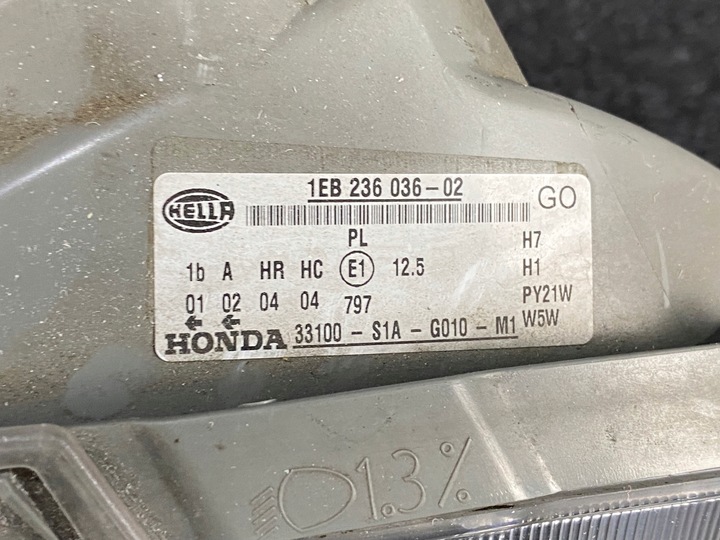 1EB 236 036-02
HELLA
GO
PL
H7
1b A HR HC E1 12.5 H1
01 02 04 04 797 PY21W
W5W
HONDA 33100 - S1A - G010 - M1
1.3%